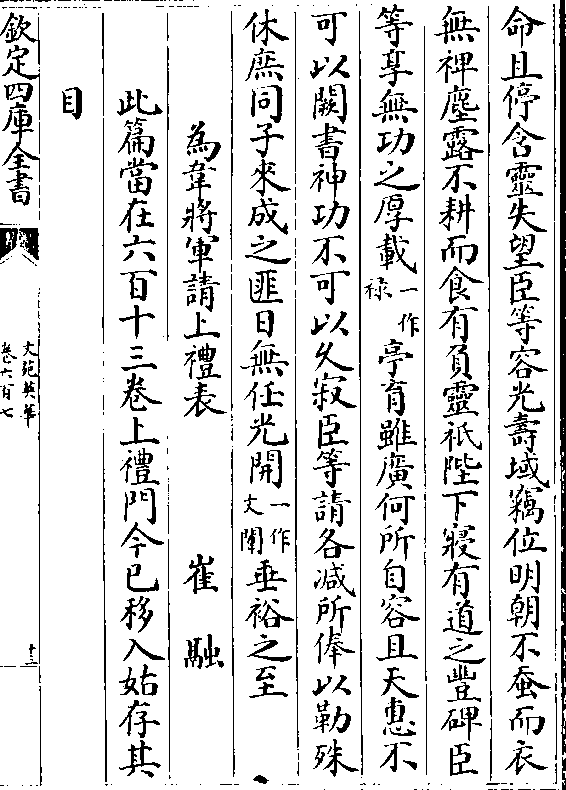 命且停含靈失望臣等容光壽域竊位明朝不蚕而衣
無裨塵露不耕而食有負靈祇陛下寢有道之豐碑臣
等享無功之厚載一作祿亭育雖廣何所自容且天惠不
可以闕書神功不可以久寂臣等請各減所俸以勒殊
休庶同子來成之匪日無任光開一作文闡垂裕之至
為韋將軍請上禮表 崔融
此篇當在六百十三卷上禮門今已移入姑存其
目
欽定四庫全書
文苑英華
卷六百七
十三